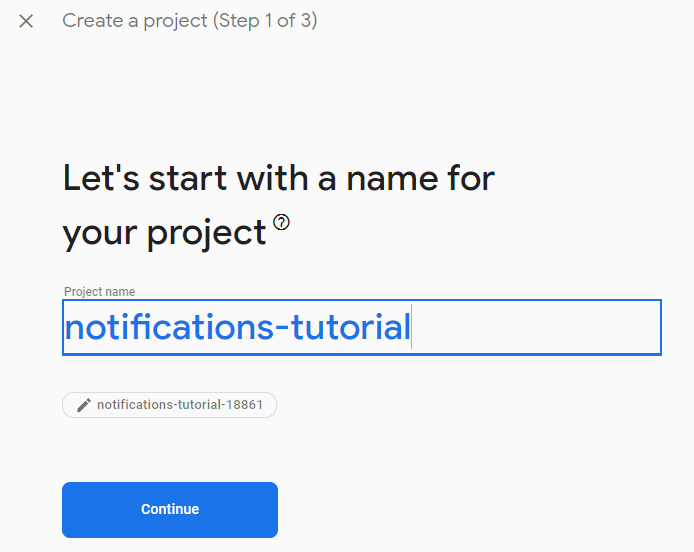 Create a project (Step 1 of 3)
Let's start with a name for
your project
Project name
notifications-tutorial
notifications-tutorial-18861
Continue